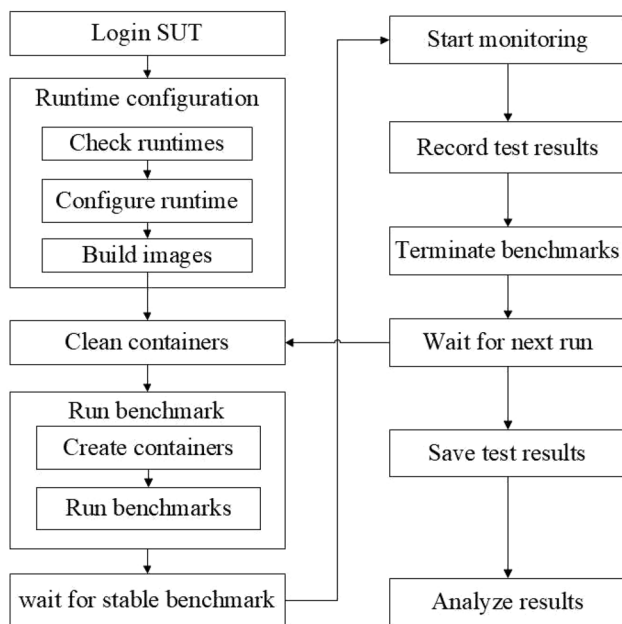 Login SUT
Runtime configuration
Check runtimes
Configure runtime
Build images
Clean containers
Run benchmark
Create containers
Run benchmarks
wait for stable benchmark
Start monitoring
Record test results
Terminate benchmarks
Wait for next run
Save test results
Analyze results